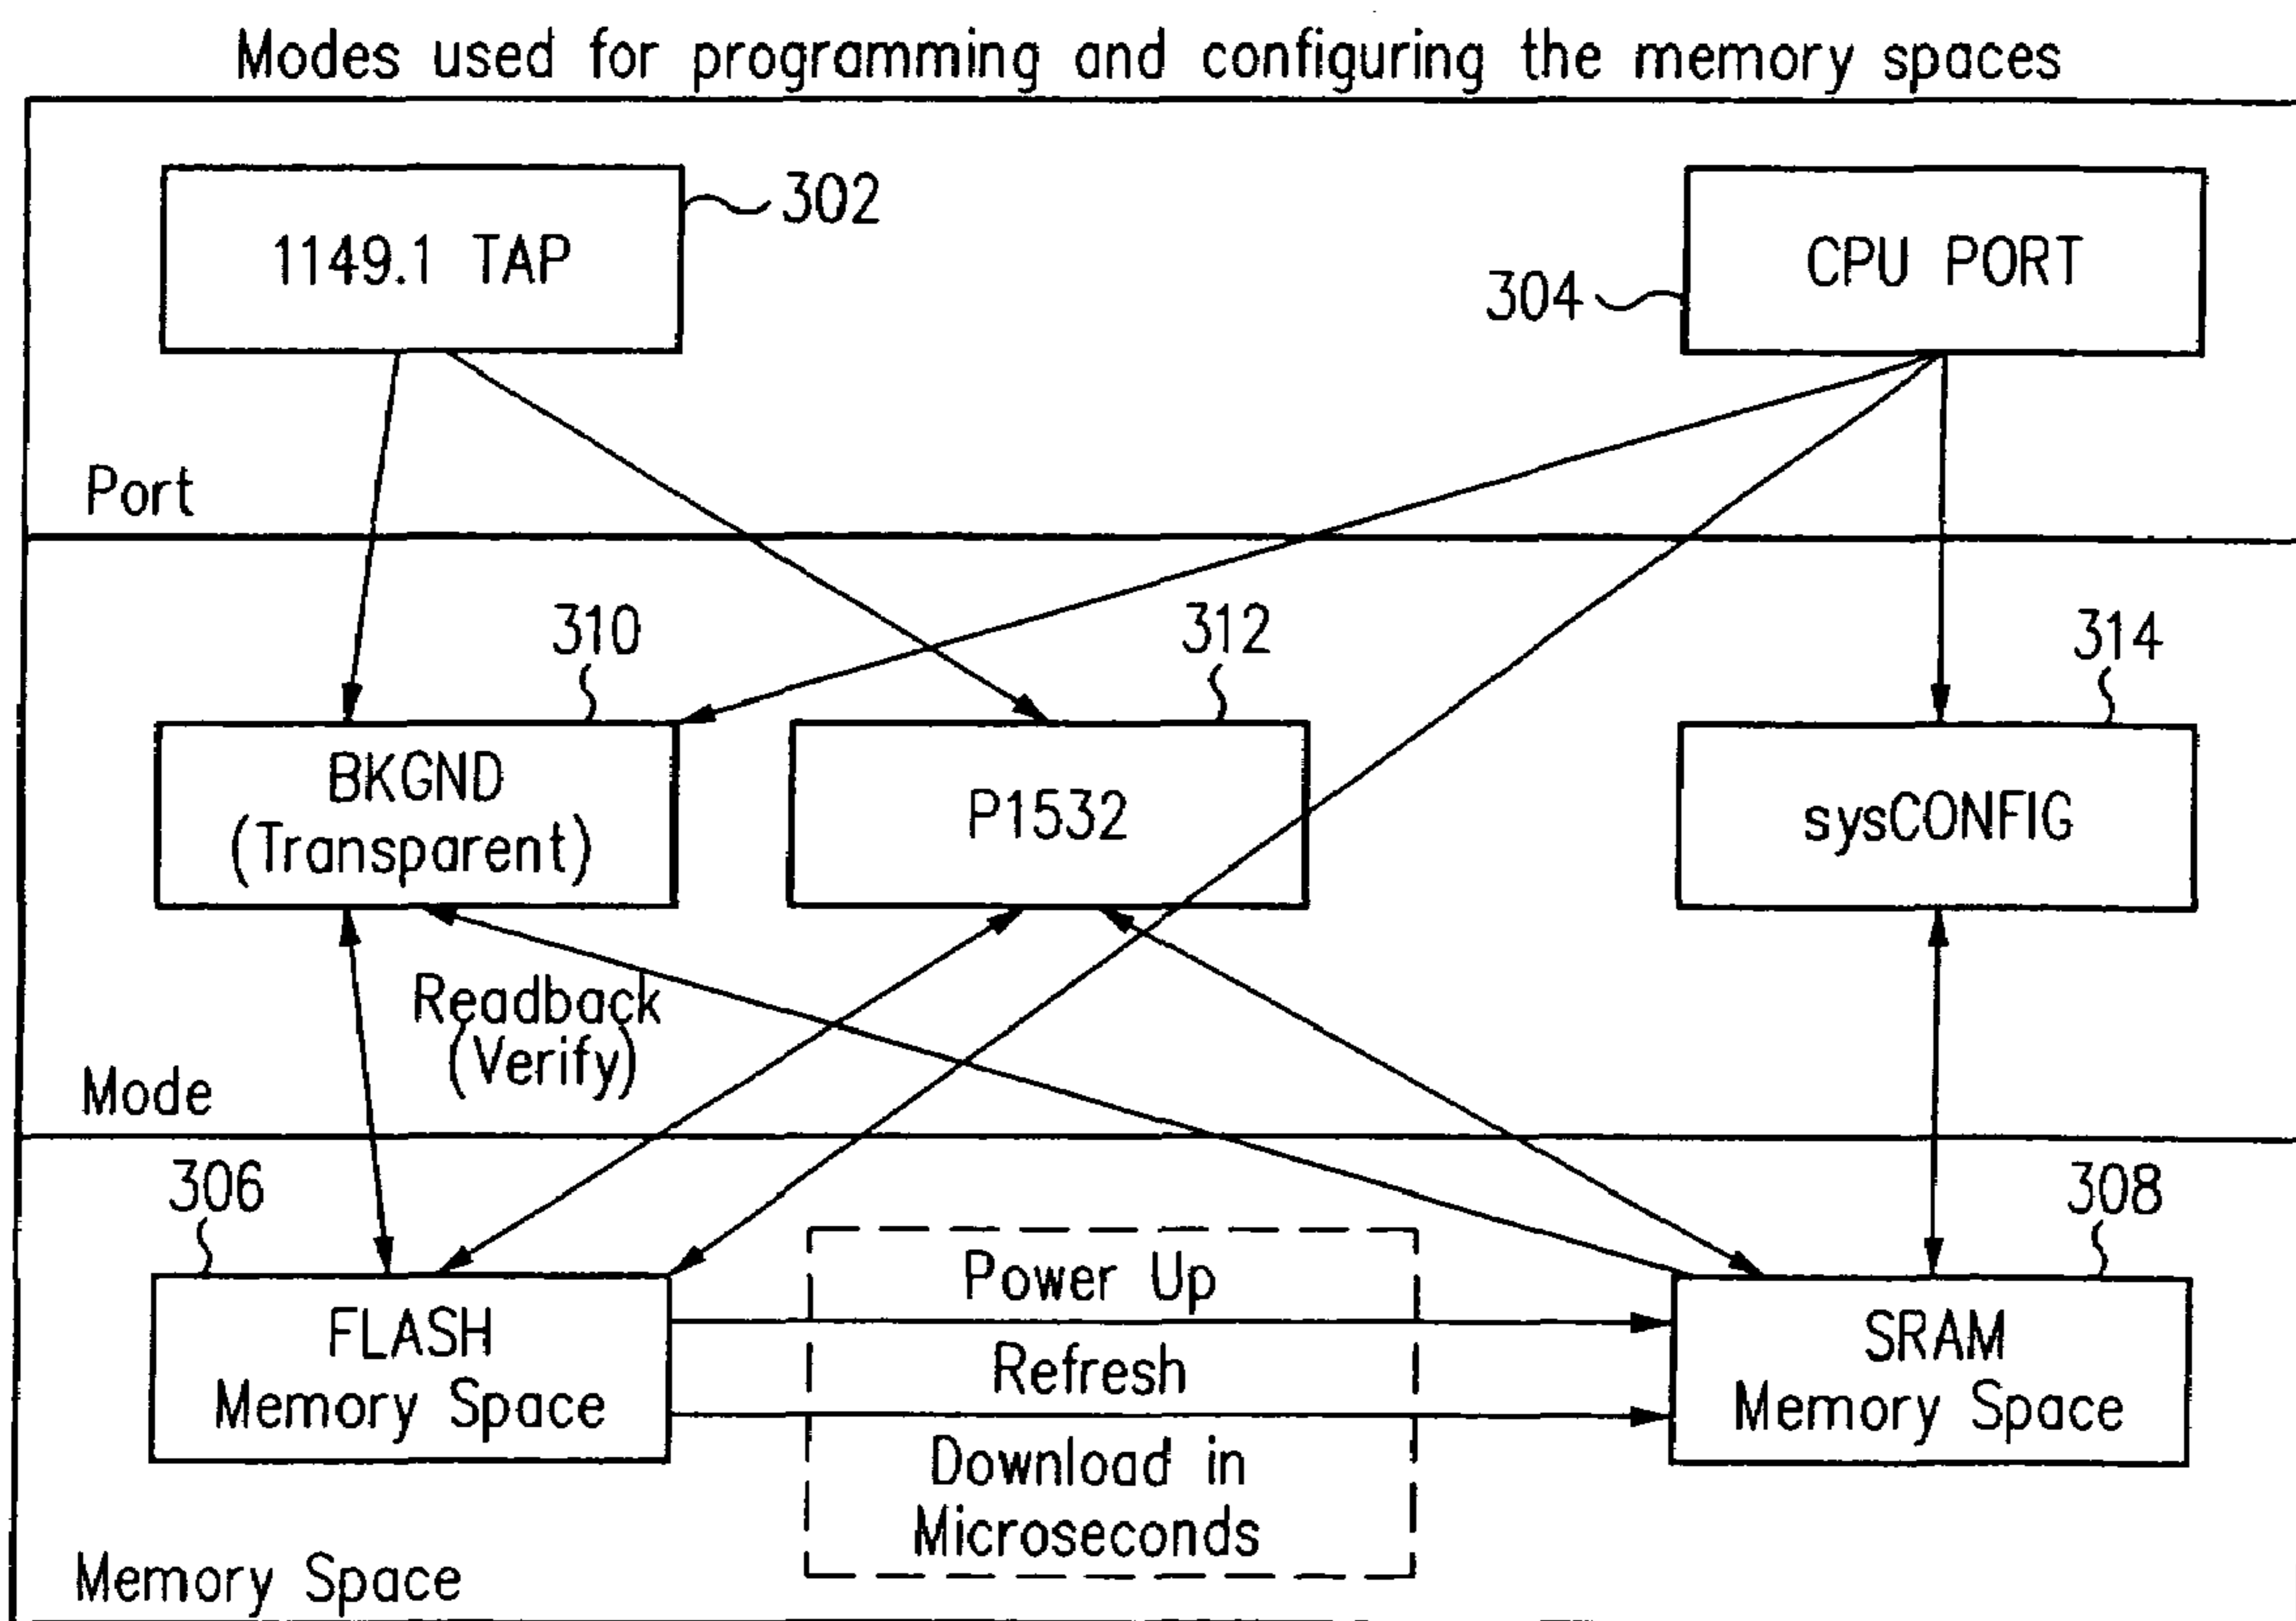 Modes used for programming and configuring the memory spaces
1149.1 TAP
302
CPU PORT
304
Port
310
312
314
BKGND
(Transparent)
P1532
sysCONFIG
Readback
(Verify)
Mode
306
308
FLASH
Memory Space
Power Up
Refresh
Download in
Microseconds
SRAM
Memory Space
Memory Space